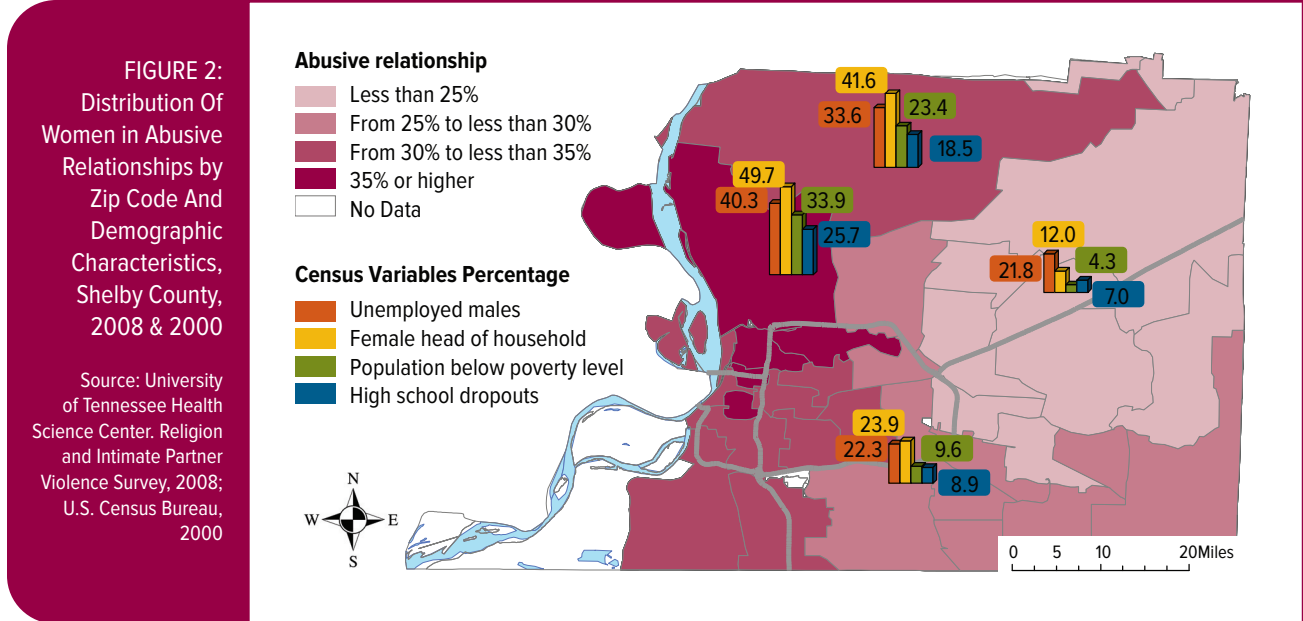 FIGURE 2:
Distribution Of
Women in Abusive
Relationships by
Zip Code And
Demographic
Characteristics,
Shelby County,
2008 & 2000
Source: University
of Tennessee Health
Science Center. Religion
and Intimate Partner
Violence Survey, 2008;
U.S. Census Bureau,
2000
Abusive relationship
Less than 25%
From 25% to less than 30%
From 30% to less than 35%
35% or higher
No Data
Census Variables Percentage
Unemployed males
Female head of household
Population below poverty level
High school dropouts
41.6
33.6
23.4
18.5
49.7
40.3
33.9
25.7
12.0
21.8
4.3
7.0
23.9
22.3
9.6
8.9
N
W
E
S
0 5 10 20Miles